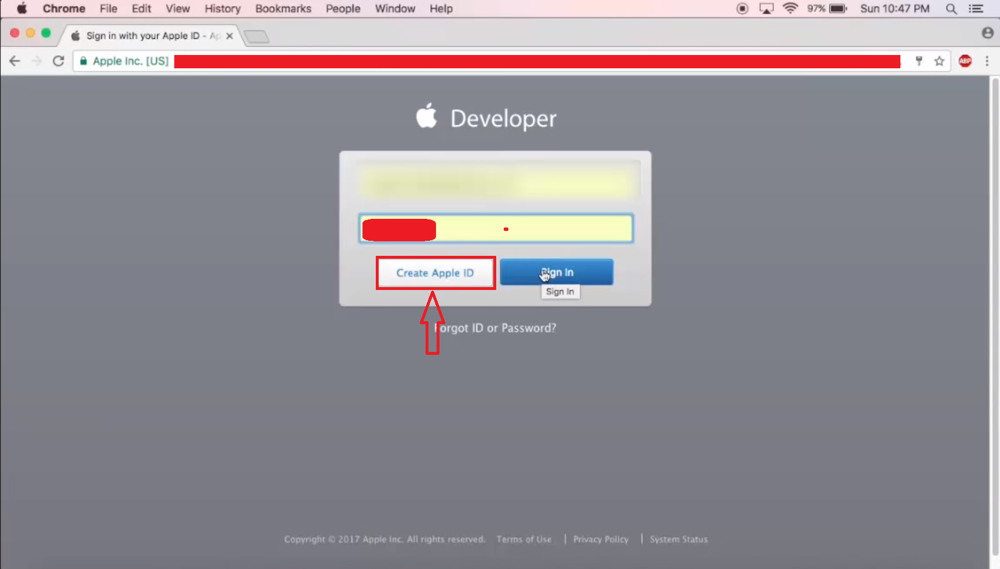 Chrome File Edit View History Bookmarks People Window Help 97% Sun 10:47 PM
Sign in with your Apple ID - Ap
Apple Inc. [US] ABP
Developer
Create Apple ID Sign In
Sign In
Forgot ID or Password?
Copyright © 2017 Apple Inc. All rights reserved. Terms of Use | Privacy Policy | System Status